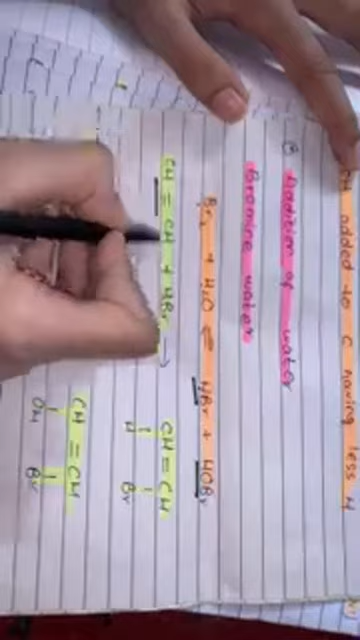 OH added to C having less H
⑧ Addition of water
Bromine water
Br₂ + H₂O ⇌ HBr + HOBr
CH ≡ CH + HBr → CH = CH
H Br
CH = CH
OH Br